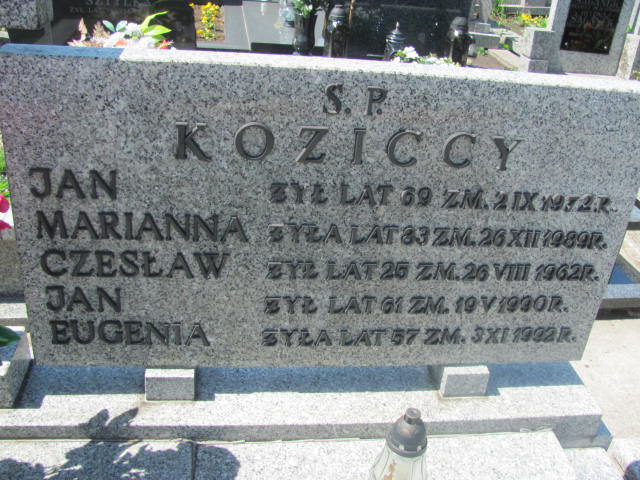 Ś.P.
KOZICCY
JAN ŻYŁ LAT 69 ZM. 2 IX 1972 R.
MARIANNA ŻYŁA LAT 83 ZM. 26 XII 1989 R.
CZESŁAW ŻYŁ LAT 25 ZM. 26 VIII 1962 R.
JAN ŻYŁ LAT 61 ZM. 19 V 1990 R.
EUGENIA ŻYŁA LAT 57 ZM. 3 XI 1992 R.